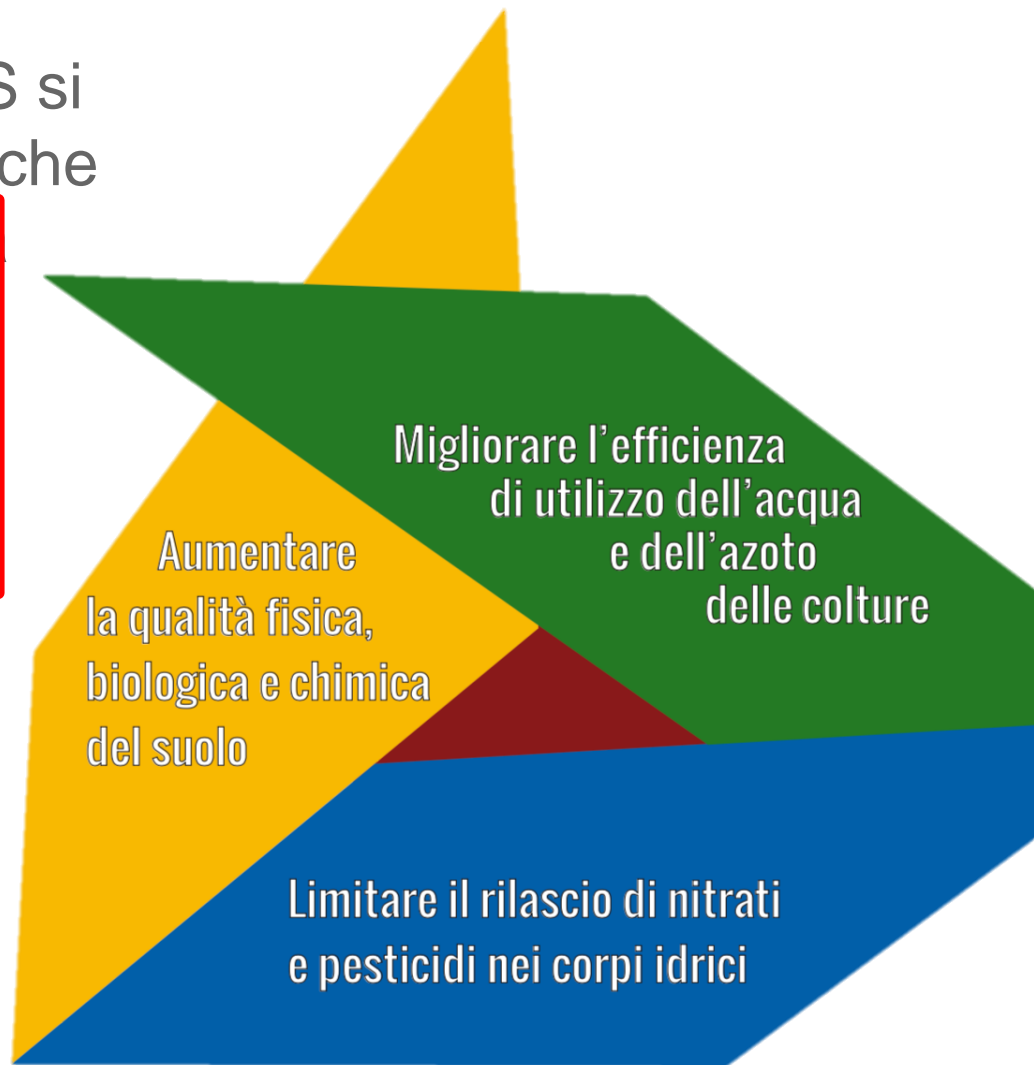 S si
che
Migliorare l’efficienza
di utilizzo dell’acqua
e dell’azoto
delle colture
Aumentare
la qualità fisica,
biologica e chimica
del suolo
Limitare il rilascio di nitrati
e pesticidi nei corpi idrici